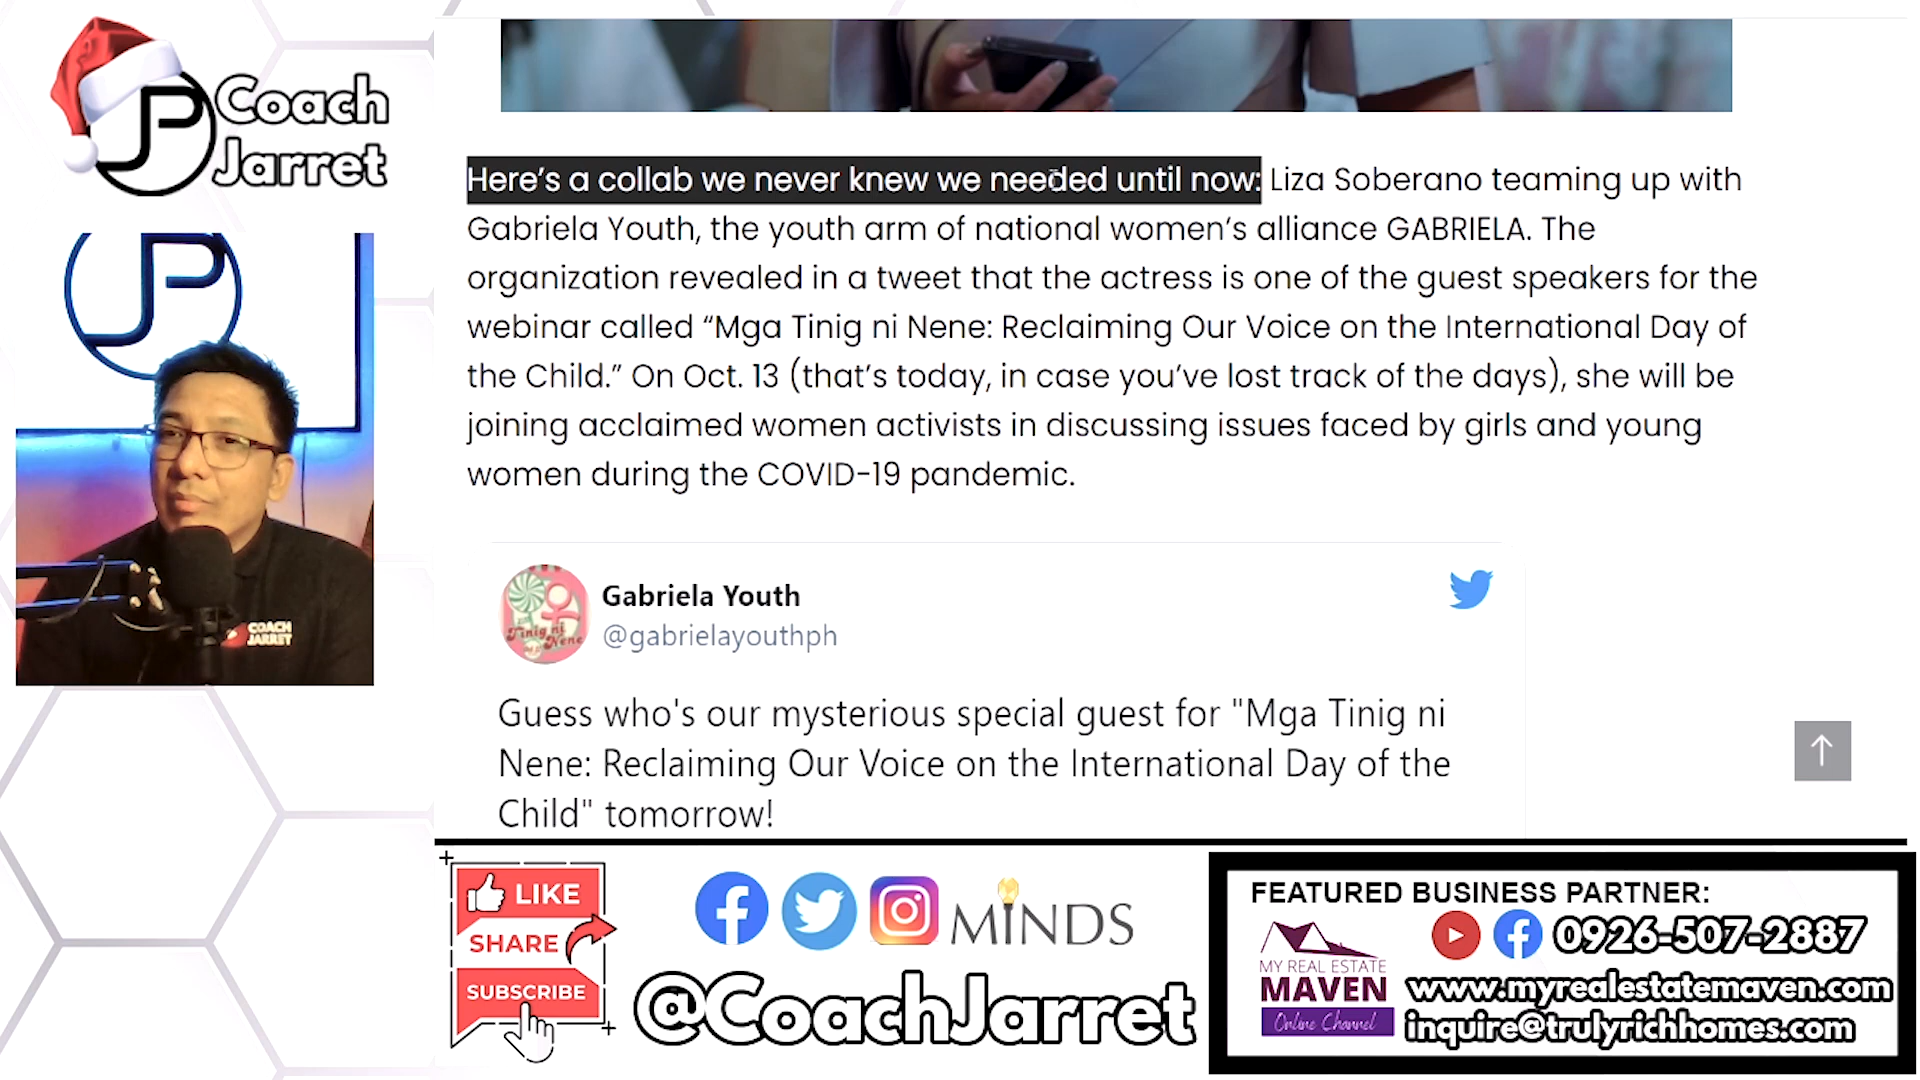 Coach
Jarret
COACH
JARRET
Here's a collab we never knew we needed until now: Liza Soberano teaming up with
Gabriela Youth, the youth arm of national women's alliance GABRIELA. The
organization revealed in a tweet that the actress is one of the guest speakers for the
webinar called “Mga Tinig ni Nene: Reclaiming Our Voice on the International Day of
the Child.” On Oct. 13 (that's today, in case you've lost track of the days), she will be
joining acclaimed women activists in discussing issues faced by girls and young
women during the COVID-19 pandemic.
Tinig ni
Nene
Gabriela Youth
@gabrielayouthph
Guess who's our mysterious special guest for "Mga Tinig ni
Nene: Reclaiming Our Voice on the International Day of the
Child" tomorrow!
LIKE
SHARE
SUBSCRIBE
MINDS
@CoachJarret
FEATURED BUSINESS PARTNER:
0926-507-2887
MY REAL ESTATE
MAVEN
Online Channel
www.myrealestatemaven.com
inquire@trulyrichhomes.com